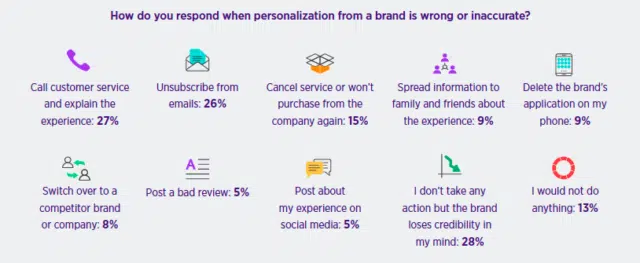 How do you respond when personalization from a brand is wrong or inaccurate?
Call customer service
and explain the
experience: 27%
Unsubscribe from
emails: 26%
Cancel service or won't
purchase from the
company again: 15%
Spread information to
family and friends about
the experience: 9%
Delete the brand's
application on my
phone: 9%
Switch over to a
competitor brand
or company: 8%
A
Post a bad review: 5%
Post about
my experience on
social media: 5%
I don't take any
action but the brand
loses credibility in
my mind: 28%
I would not do
anything: 13%